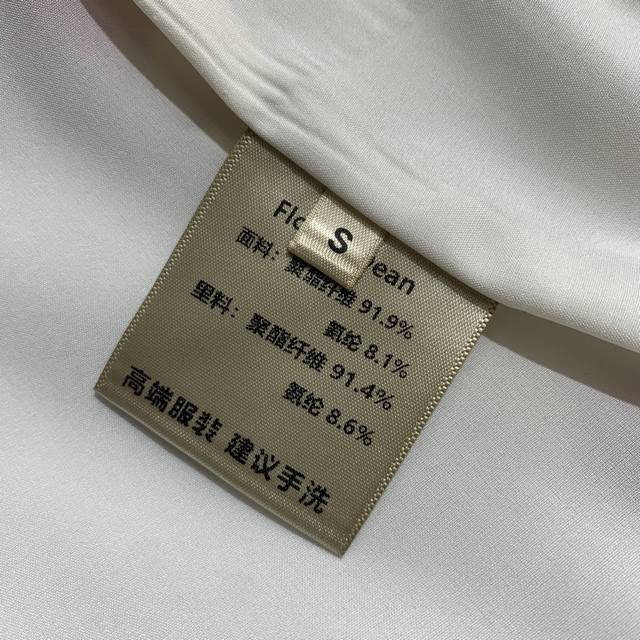 S
面料：聚酯纤维 91.9%
氨纶 8.1%
里料：聚酯纤维 91.4%
氨纶 8.6%
高端服装 建议手洗